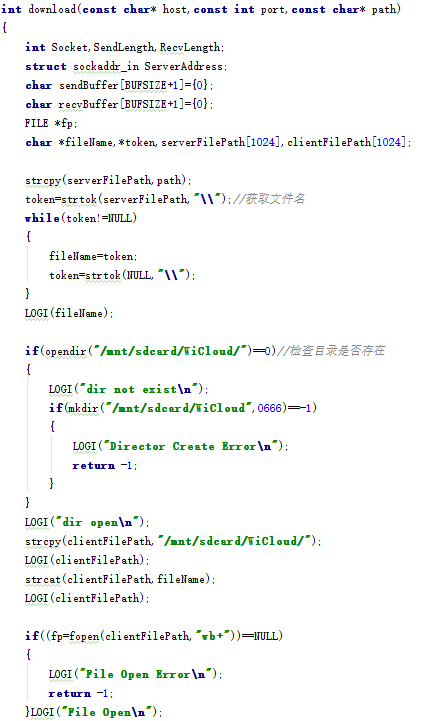 int download(const char* host,const int port,const char* path)
{
    int Socket,SendLength,RecvLength;
    struct sockaddr_in ServerAddress;
    char sendBuffer[BUFSIZE+1]={0};
    char recvBuffer[BUFSIZE+1]={0};
    FILE *fp;
    char *fileName,*token,serverFilePath[1024],clientFilePath[1024];

    strcpy(serverFilePath,path);
    token=strtok(serverFilePath,"\\");//获取文件名
    while(token!=NULL)
    {
        fileName=token;
        token=strtok(NULL,"\\");
    }
    LOGI(fileName);

    if(opendir("/mnt/sdcard/WiCloud/")==0)//检查目录是否存在
    {
        LOGI("dir not exist\n");
        if(mkdir("/mnt/sdcard/WiCloud",0666)==-1)
        {
            LOGI("Director Create Error\n");
            return -1;
        }
    }
    LOGI("dir open\n");
    strcpy(clientFilePath,"/mnt/sdcard/WiCloud/");
    LOGI(clientFilePath);
    strcat(clientFilePath,fileName);
    LOGI(clientFilePath);

    if((fp=fopen(clientFilePath,"wb+"))==NULL)
    {
        LOGI("File Open Error\n");
        return -1;
    }LOGI("File Open\n");